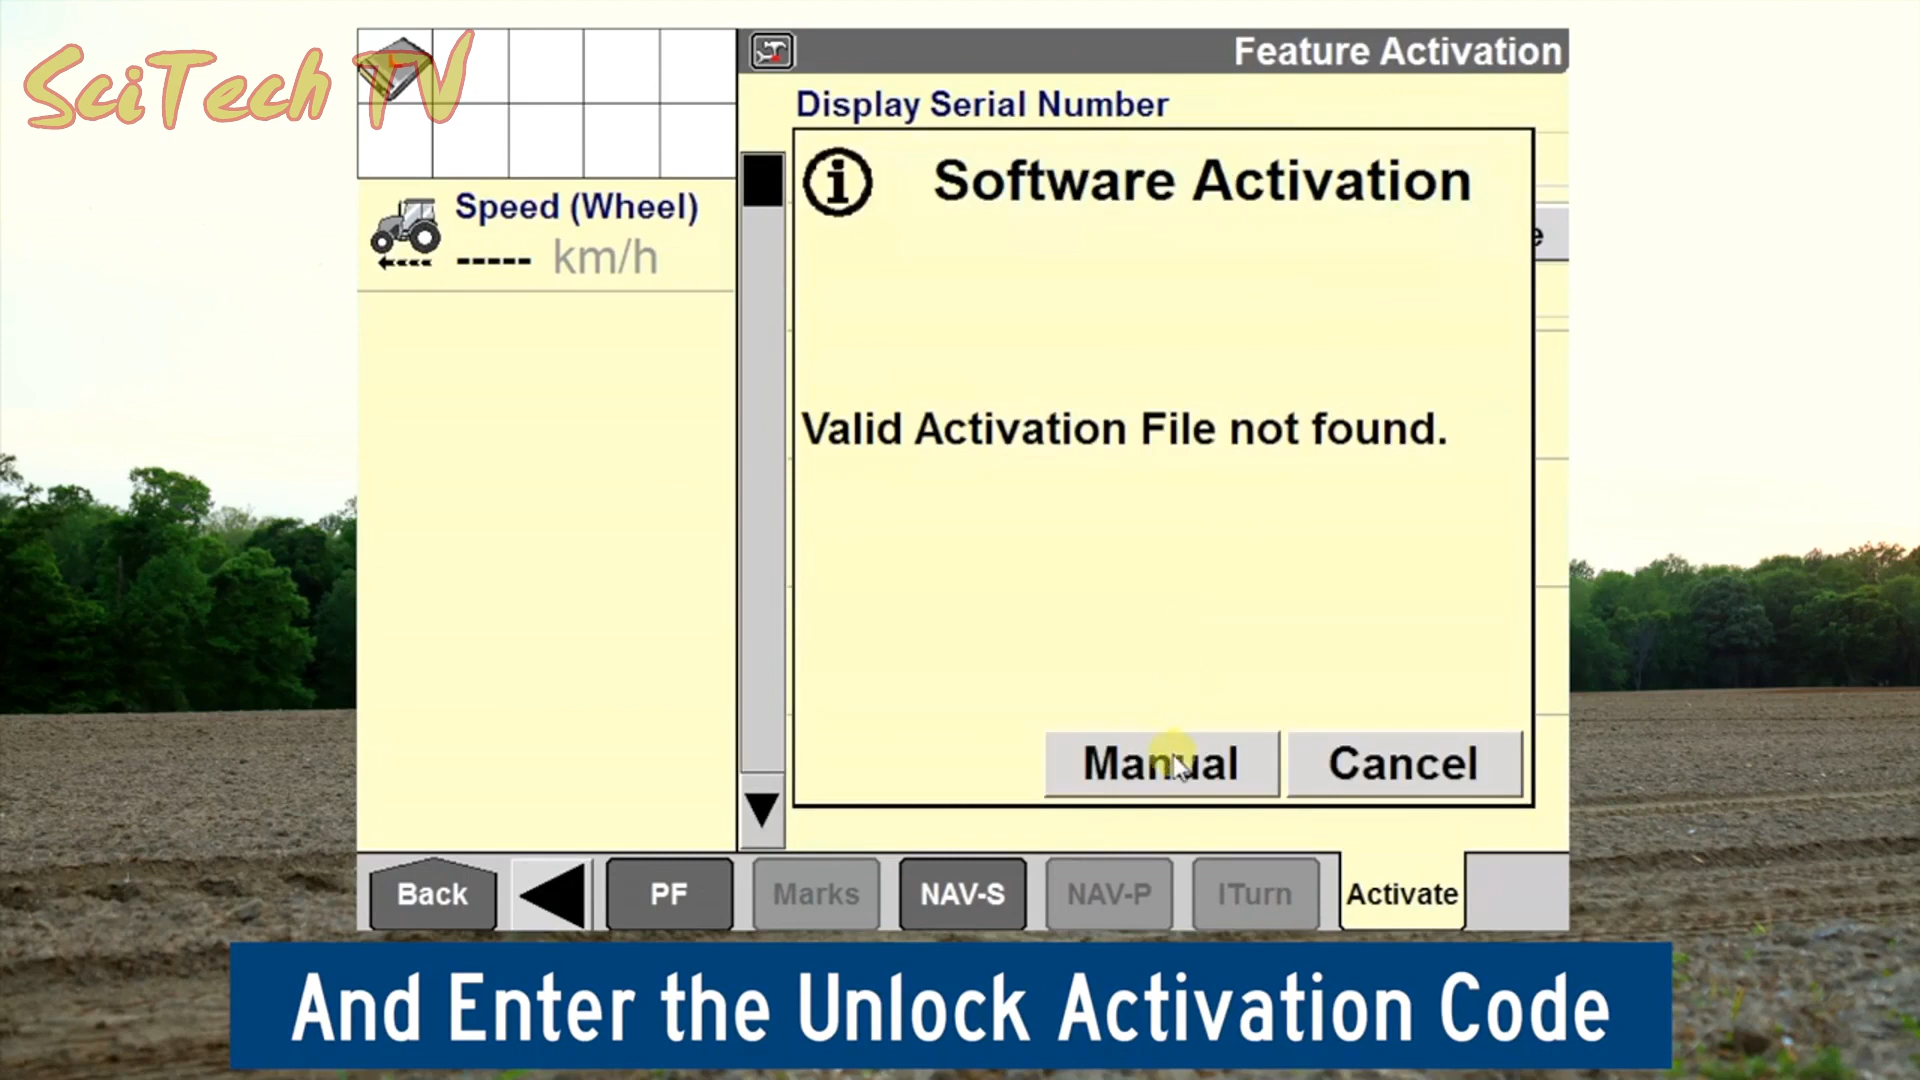 SciTech TV
Feature Activation
Display Serial Number
Software Activation
Speed (Wheel)
----- km/h
e
Valid Activation File not found.
Manual
Cancel
Back
PF
Marks
NAV-S
NAV-P
ITurn
Activate
And Enter the Unlock Activation Code